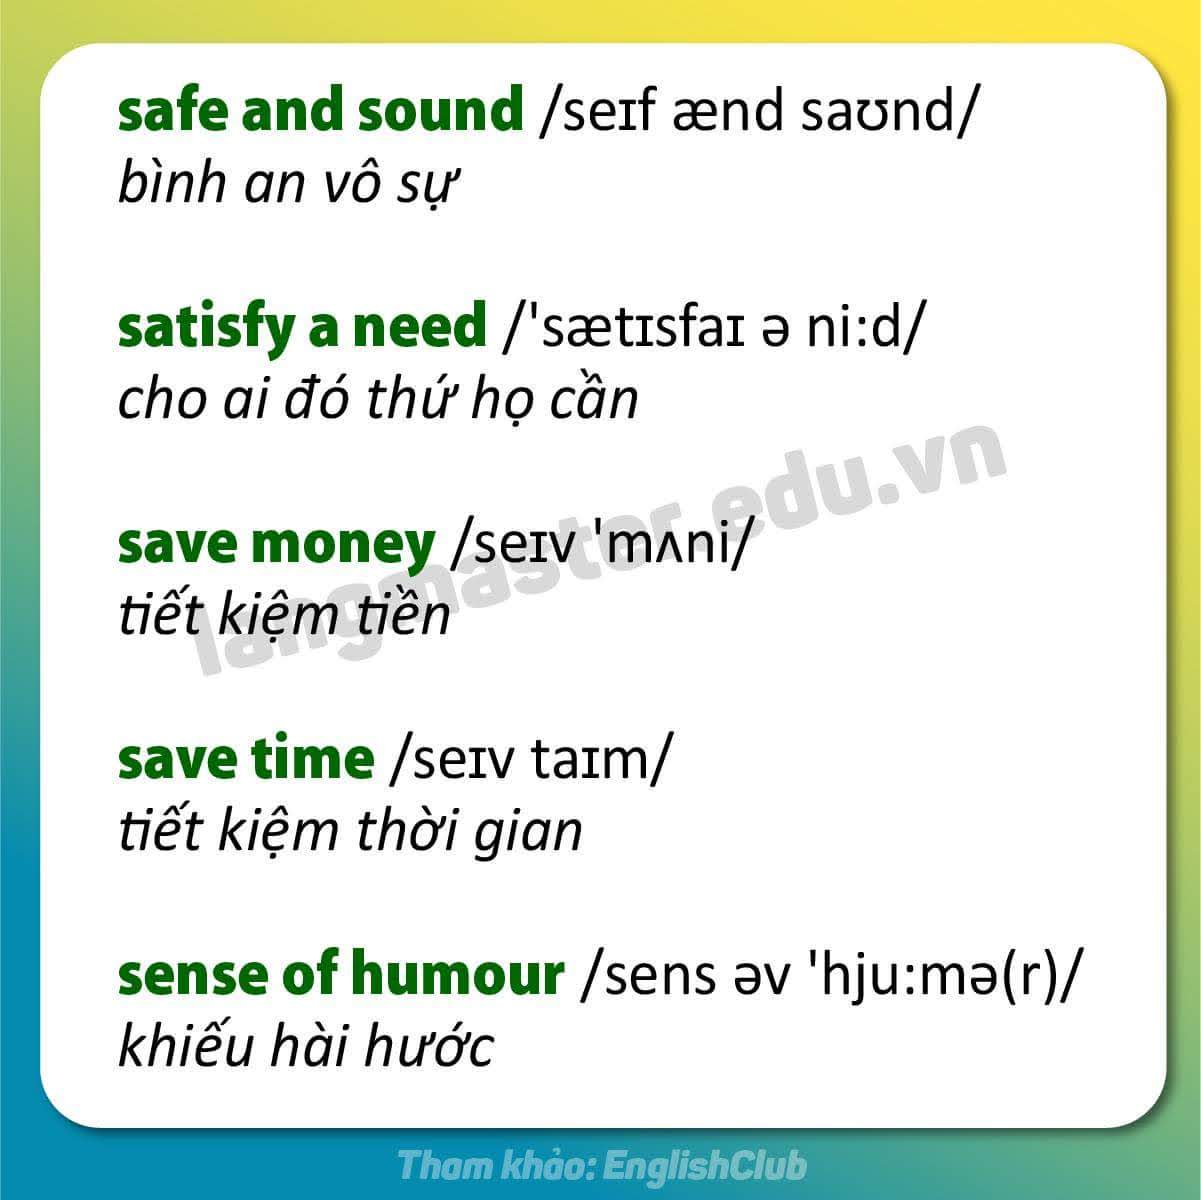 safe and sound /seɪf ænd saʊnd/
bình an vô sự
satisfy a need /'sætɪsfaɪ ə ni:d/
cho ai đó thứ họ cần
save money /seɪv 'mʌni/
tiết kiệm tiền
langmaster.edu.vn
save time /seɪv taɪm/
tiết kiệm thời gian
sense of humour /sens əv 'hju:mə(r)/
khiếu hài hước
Tham khảo: EnglishClub